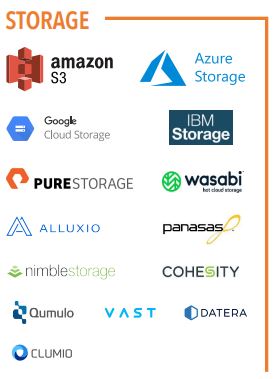 STORAGE
amazon
S3
Azure
Storage
Google
Cloud Storage
IBM
Storage
PURESTORAGE
wasabi
hot cloud storage
ALLUXIO
panasas
nimblestorage
COHESITY
Qumulo
VAST
DATERA
CLUMIO